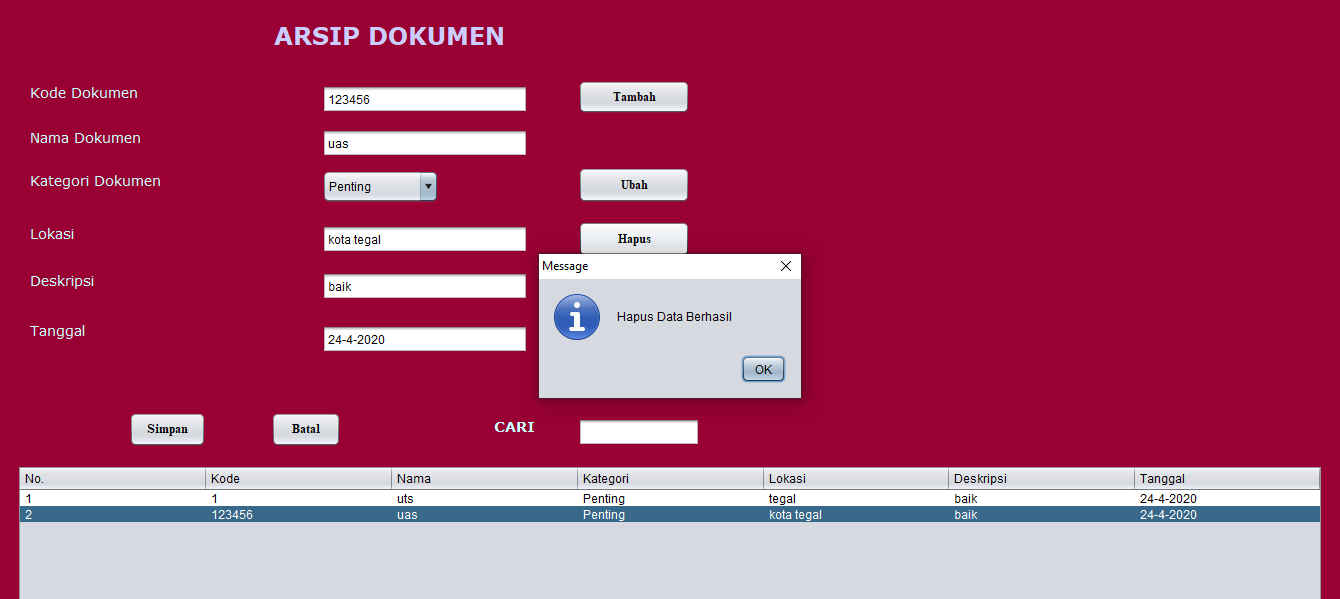 ARSIP DOKUMEN
Kode Dokumen 123456 Tambah
Nama Dokumen uas
Kategori Dokumen Penting Ubah
Lokasi kota tegal Hapus
Message
Deskripsi baik
Hapus Data Berhasil
Tanggal 24-4-2020
OK
Simpan Batal CARI
No. Kode Nama Kategori Lokasi Deskripsi Tanggal
1 1 uts Penting tegal baik 24-4-2020
2 123456 uas Penting kota tegal baik 24-4-2020